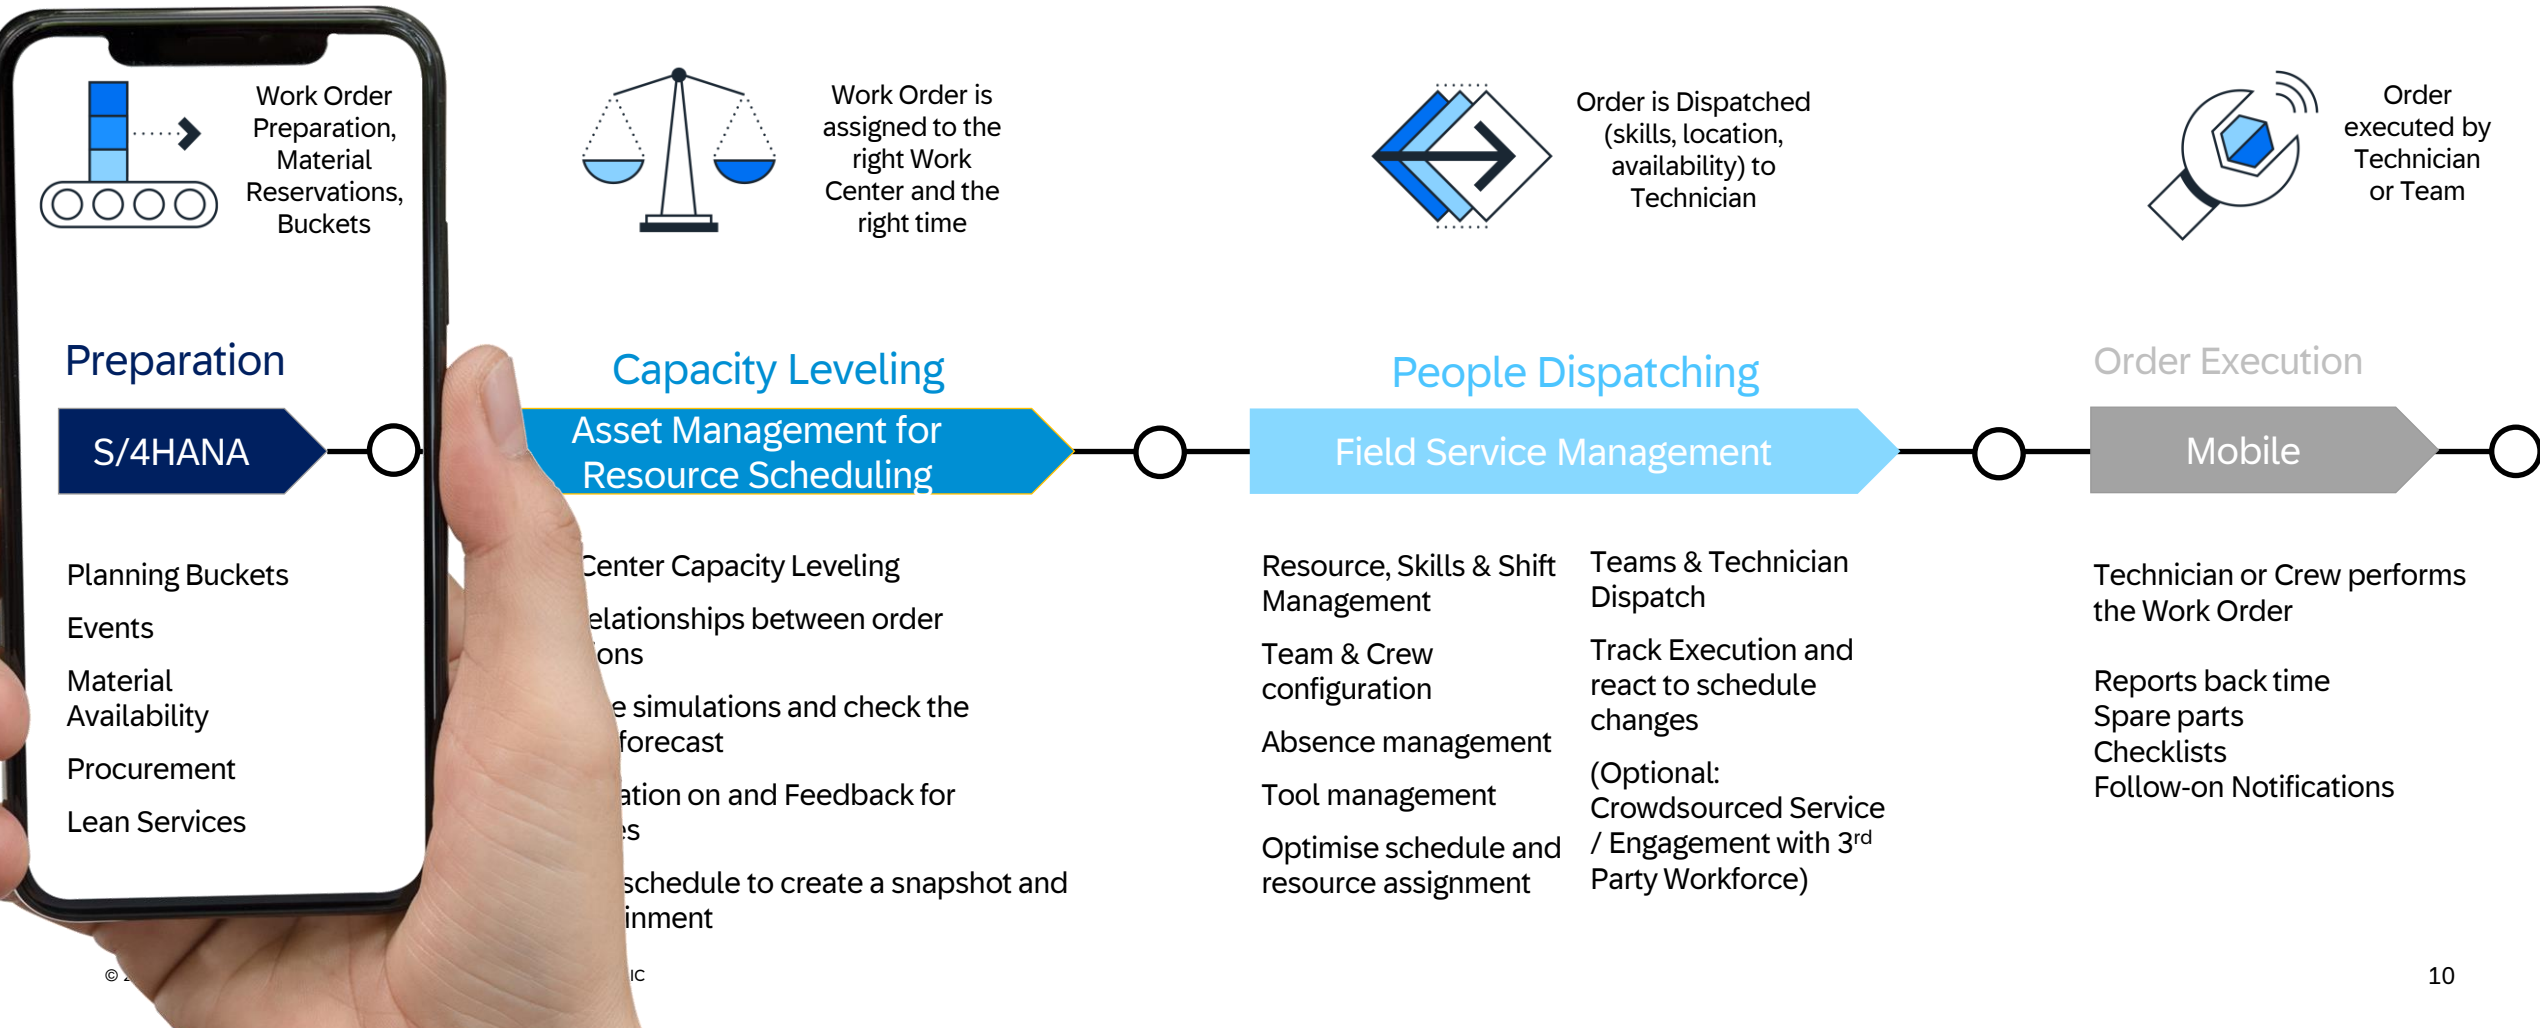 Work Order
Preparation,
Material
Reservations,
Buckets
Work Order is
assigned to the
right Work
Center and the
right time
Order is Dispatched
(skills, location,
availability) to
Technician
Order
executed by
Technician
or Team
Preparation
Capacity Leveling
People Dispatching
Order Execution
S/4HANA
Asset Management for
Resource Scheduling
Field Service Management
Mobile
Planning Buckets
Events
Material
Availability
Procurement
Lean Services
Center Capacity Leveling
between order
simulations and check the
forecast
on and Feedback for
schedule to create a snapshot and
Resource, Skills & Shift
Management
Team & Crew
configuration
Absence management
Tool management
Optimise schedule and
resource assignment
Teams & Technician
Dispatch
Track Execution and
react to schedule
changes
(Optional:
Crowdsourced Service
/ Engagement with 3rd
Party Workforce)
Technician or Crew performs
the Work Order
Reports back time
Spare parts
Checklists
Follow-on Notifications
©
10